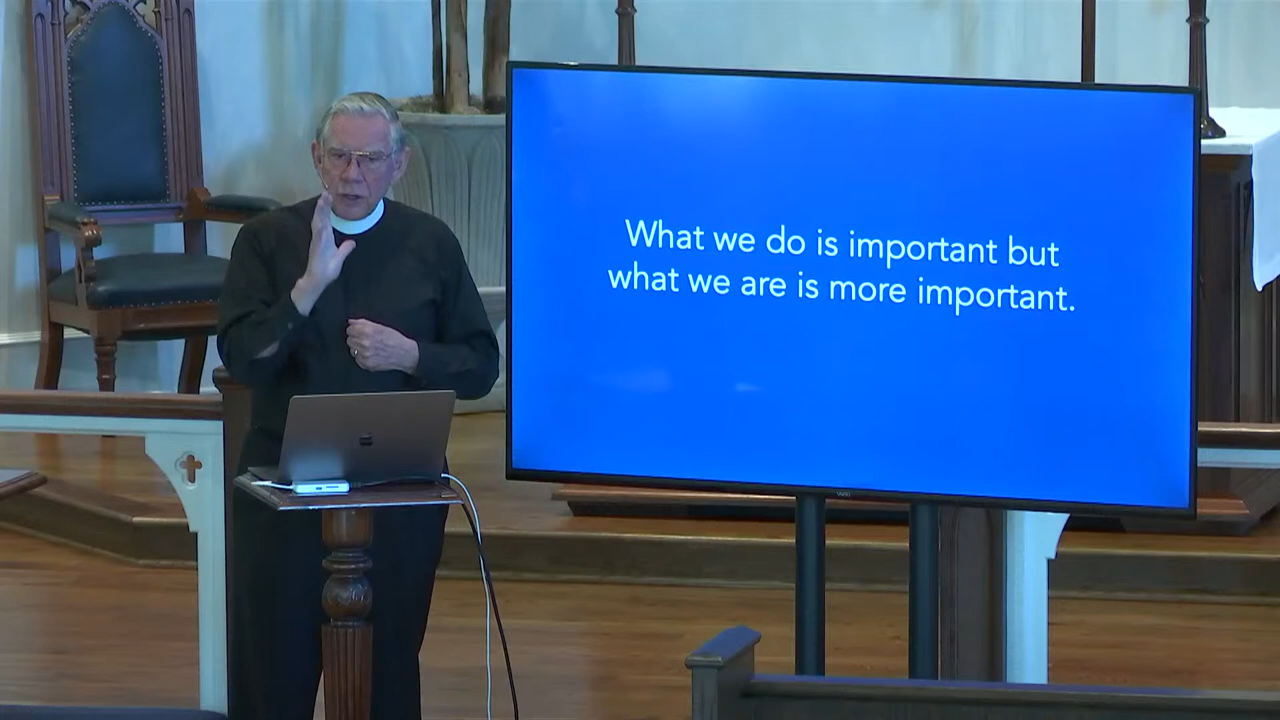 What we do is important but
what we are is more important.